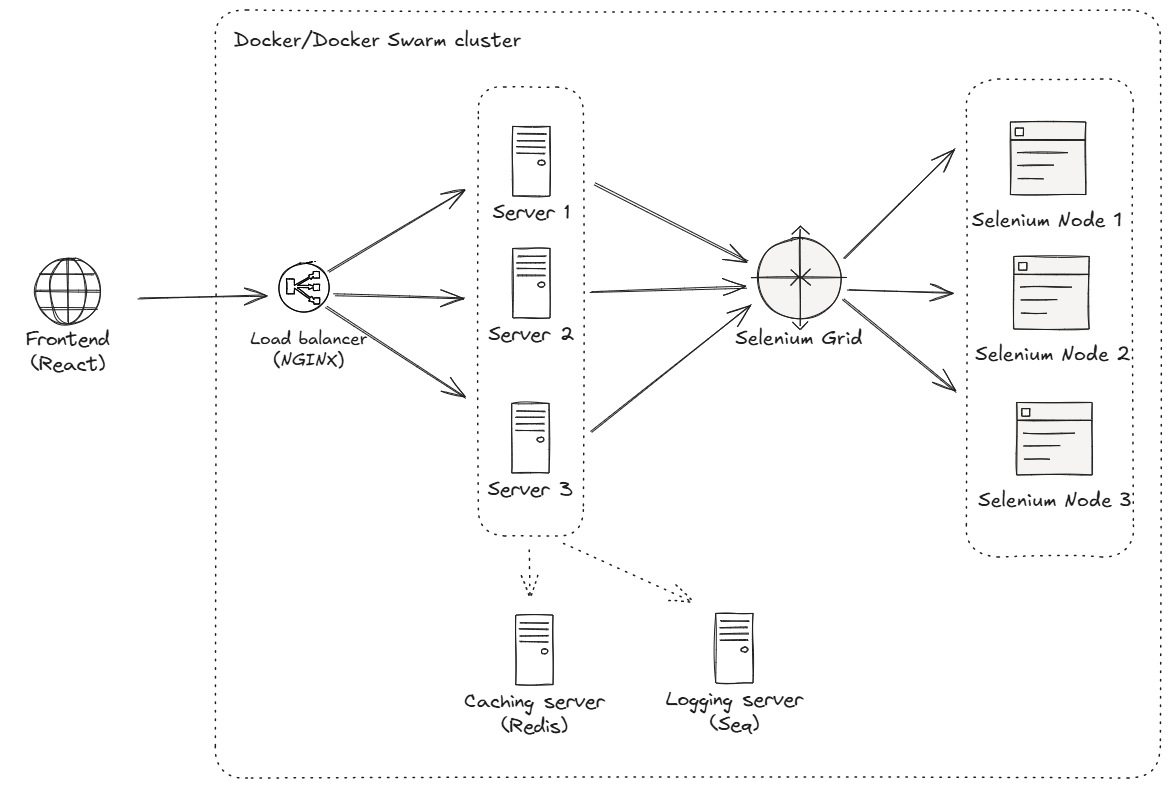 Docker/Docker Swarm cluster
Server 1
Selenium Node 1
Server 2
Frontend
(React)
Load balancer
(NGINX)
Selenium Grid
Selenium Node 2
Server 3
Selenium Node 3
Caching server
(Redis)
Logging server
(Seq)